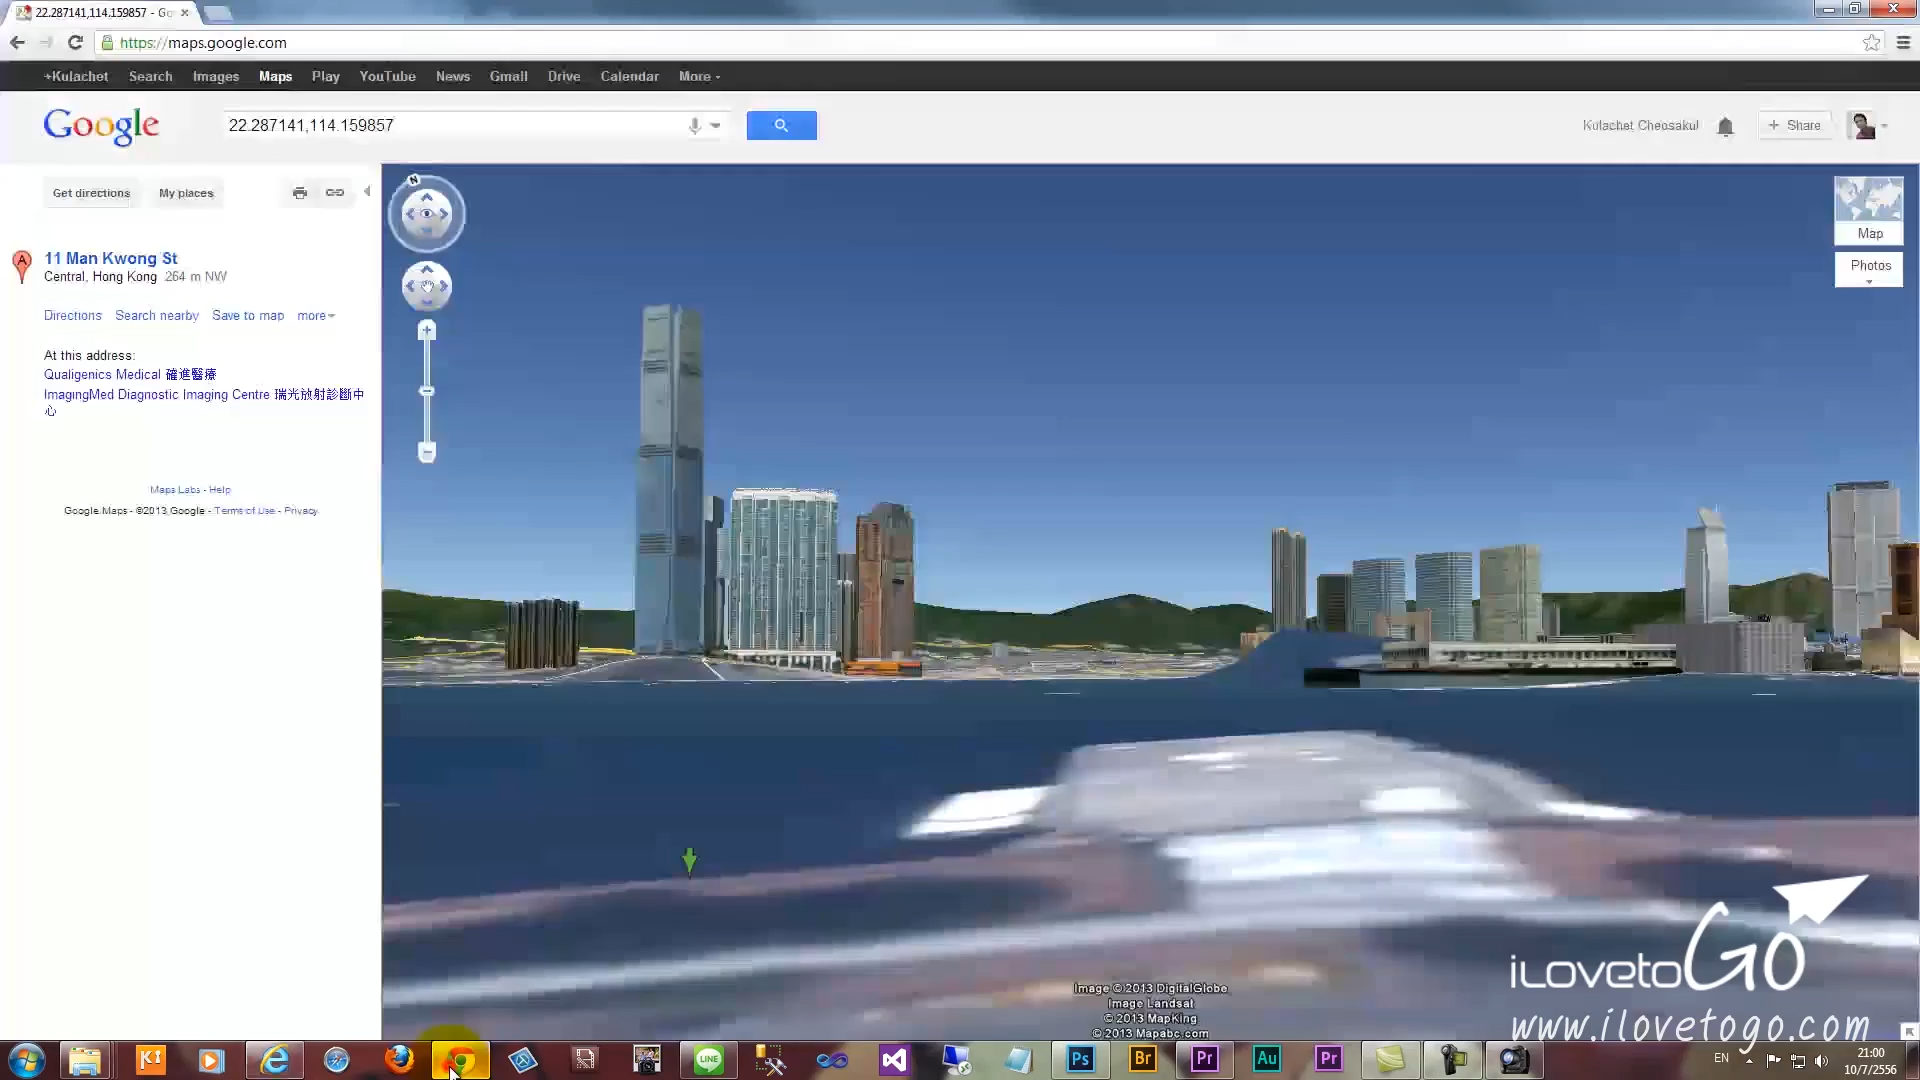 22.287141,114.159857 - Go
https://maps.google.com
+Kulachet Search Images Maps Play YouTube News Gmail Drive Calendar More
Google
22.287141,114.159857
Kulachet Cheosakul
+ Share
Get directions
My places
N
Map
Photos
A
11 Man Kwong St
Central, Hong Kong 264 m NW
Directions Search nearby Save to map more
At this address:
Qualigenics Medical 確進醫療
ImagingMed Diagnostic Imaging Centre 瑞光放射診斷中
心
Maps Labs - Help
Google Maps - ©2013 Google - Terms of Use - Privacy
Image © 2013 DigitalGlobe
Image Landsat
© 2013 MapKing
© 2013 Mapabc.com
iLovetoGo
www.ilovetogo.com
K!
LINE
Ps
Br
Pr
Au
Pr
EN
21:00
10/7/2556